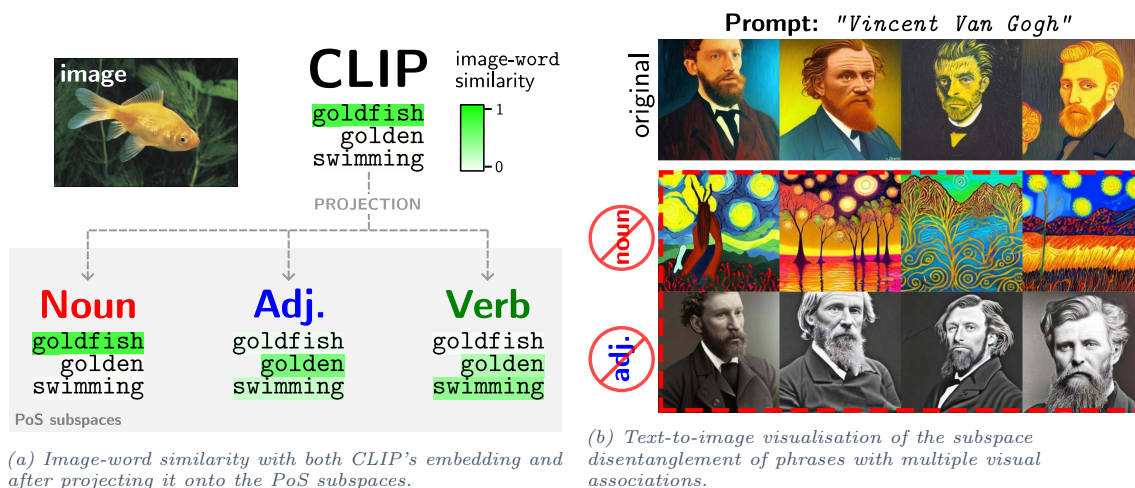 image
CLIP
goldfish
golden
swimming
image-word
similarity
1
0
PROJECTION
Noun
goldfish
golden
swimming
Adj.
goldfish
golden
swimming
Verb
goldfish
golden
swimming
PoS subspaces
(a) Image-word similarity with both CLIP's embedding and
after projecting it onto the PoS subspaces.
Prompt: "Vincent Van Gogh"
original
noun
adj.
(b) Text-to-image visualisation of the subspace
disentanglement of phrases with multiple visual
associations.